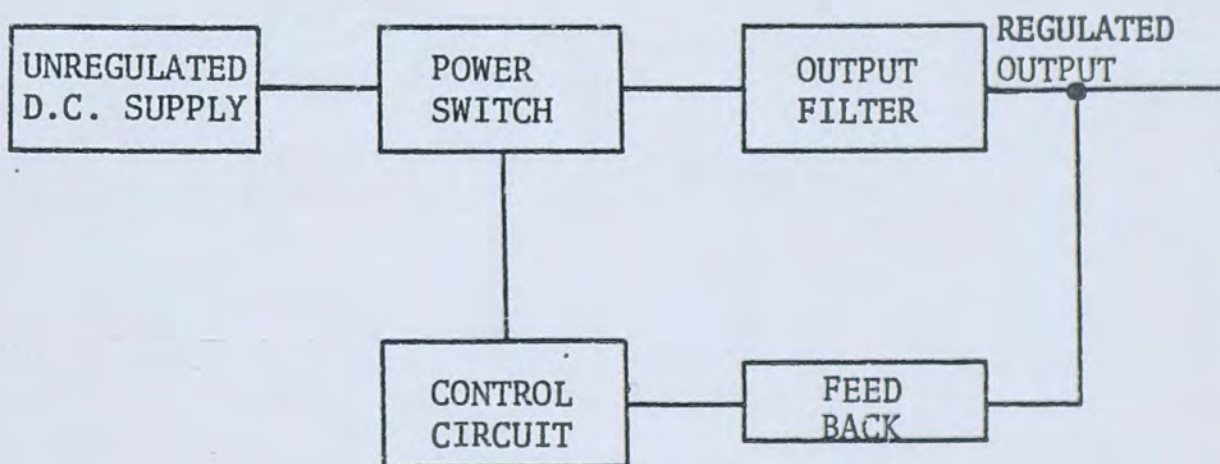 UNREGULATED
D.C. SUPPLY
POWER
SWITCH
OUTPUT
FILTER
REGULATED
OUTPUT
CONTROL
CIRCUIT
FEED
BACK